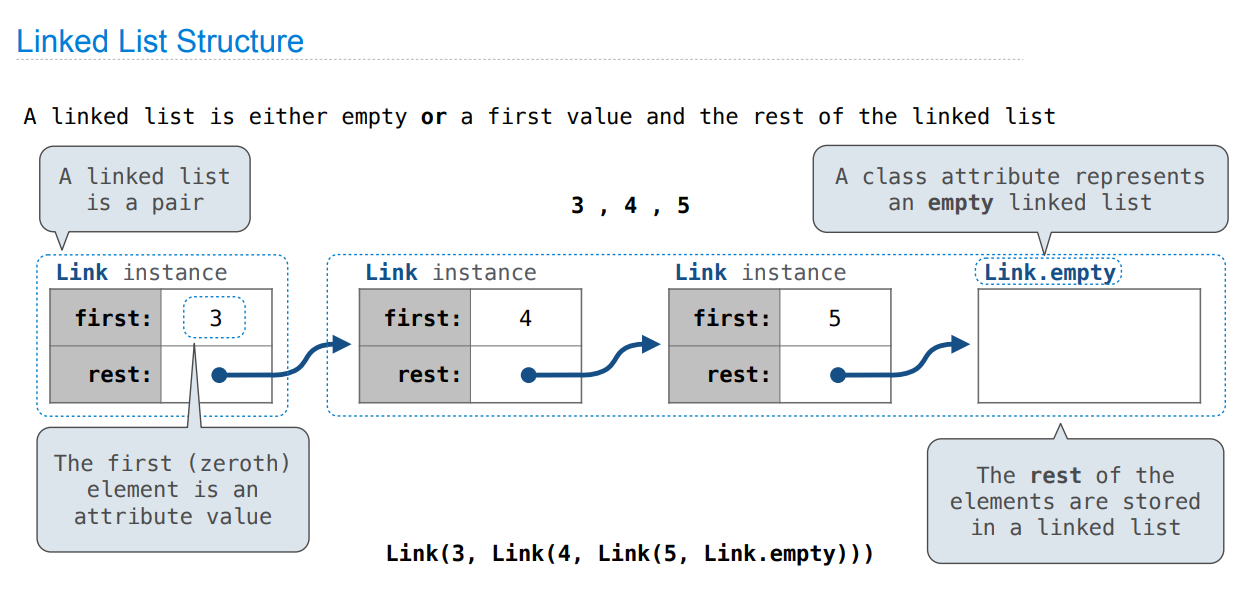 Linked List Structure
A linked list is either empty or a first value and the rest of the linked list
A linked list
is a pair
3 , 4 , 5
A class attribute represents
an empty linked list
Link instance
first: 3
rest:
Link instance
first: 4
rest:
Link instance
first: 5
rest:
Link.empty
The first (zeroth)
element is an
attribute value
The rest of the
elements are stored
in a linked list
Link(3, Link(4, Link(5, Link.empty)))